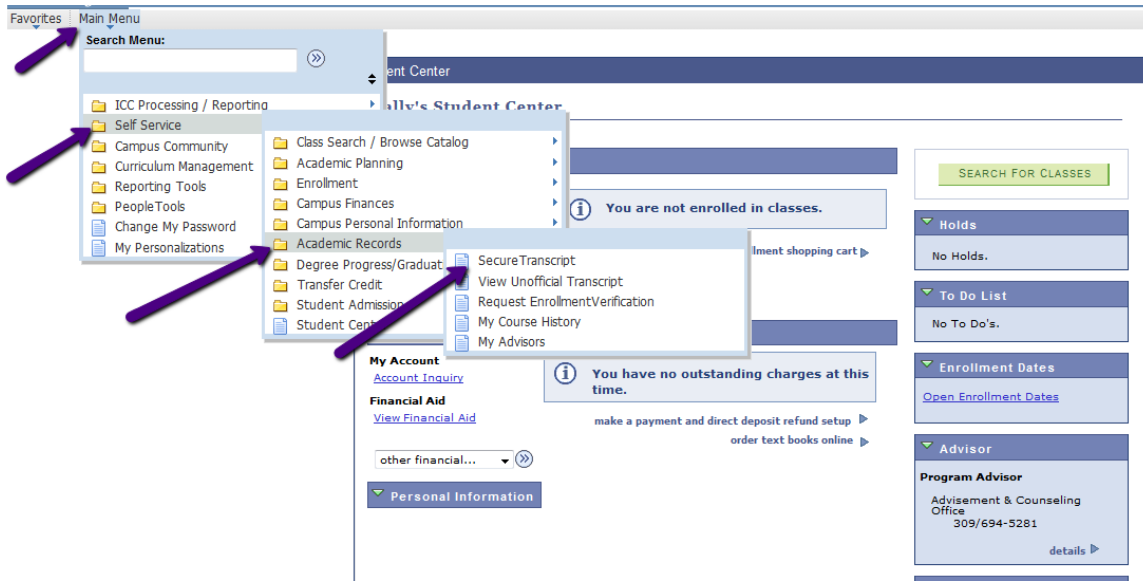 Favorites Main Menu
Search Menu:
ent Center
ally's Student Center
ICC Processing / Reporting
Self Service
Campus Community
Curriculum Management
Reporting Tools
PeopleTools
Change My Password
My Personalizations
Class Search / Browse Catalog
Academic Planning
Enrollment
Campus Finances
Campus Personal Information
Academic Records
Degree Progress/Graduat
Transfer Credit
Student Admission
Student Cent
SecureTranscript
View Unofficial Transcript
Request EnrollmentVerification
My Course History
My Advisors
You are not enrolled in classes.
llment shopping cart
My Account
Account Inquiry
Financial Aid
View Financial Aid
other financial...
You have no outstanding charges at this
time.
make a payment and direct deposit refund setup
order text books online
Personal Information
SEARCH FOR CLASSES
Holds
No Holds.
To Do List
No To Do's.
Enrollment Dates
Open Enrollment Dates
Advisor
Program Advisor
Advisement & Counseling
Office
309/694-5281
details